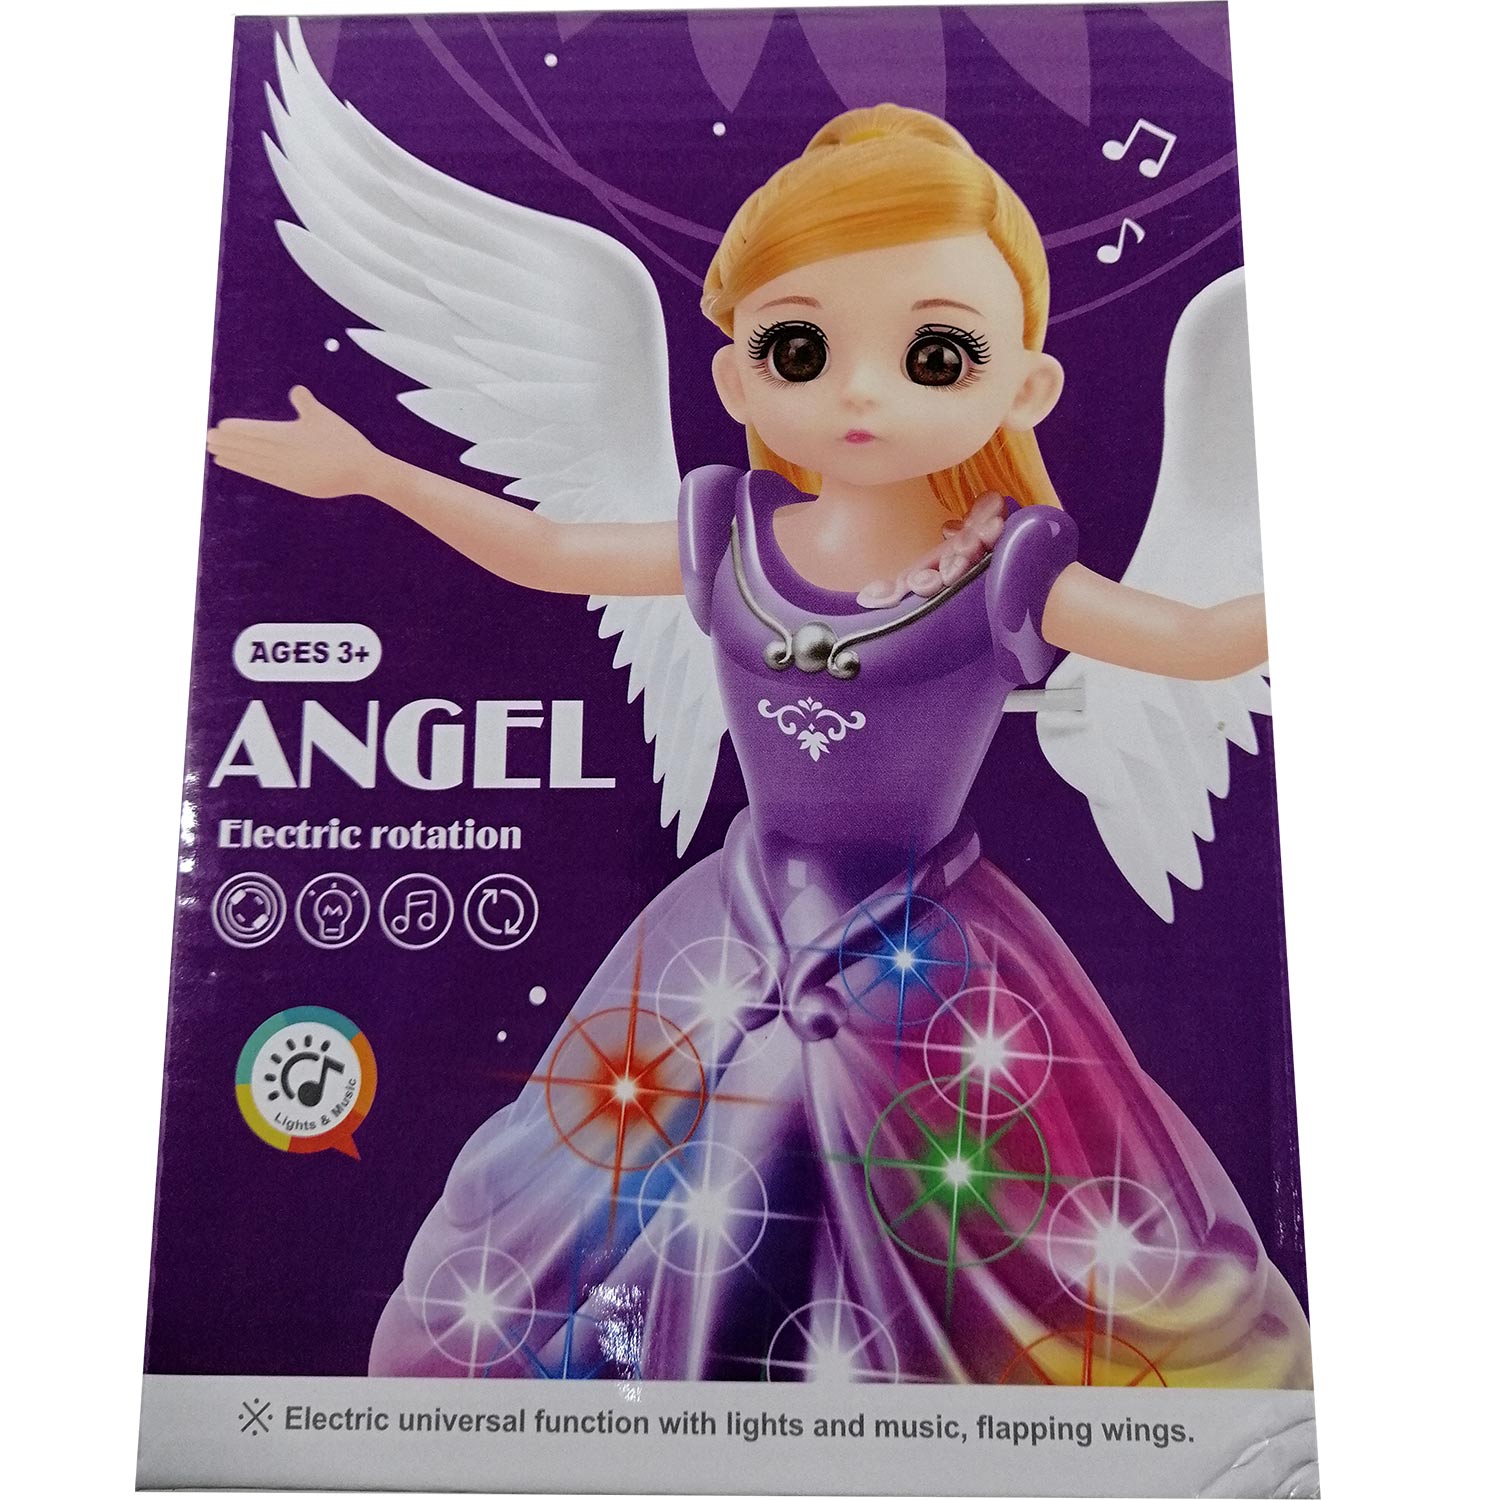 AGES 3+
ANGEL
Electric rotation
Lights & Music
※ Electric universal function with lights and music, flapping wings.